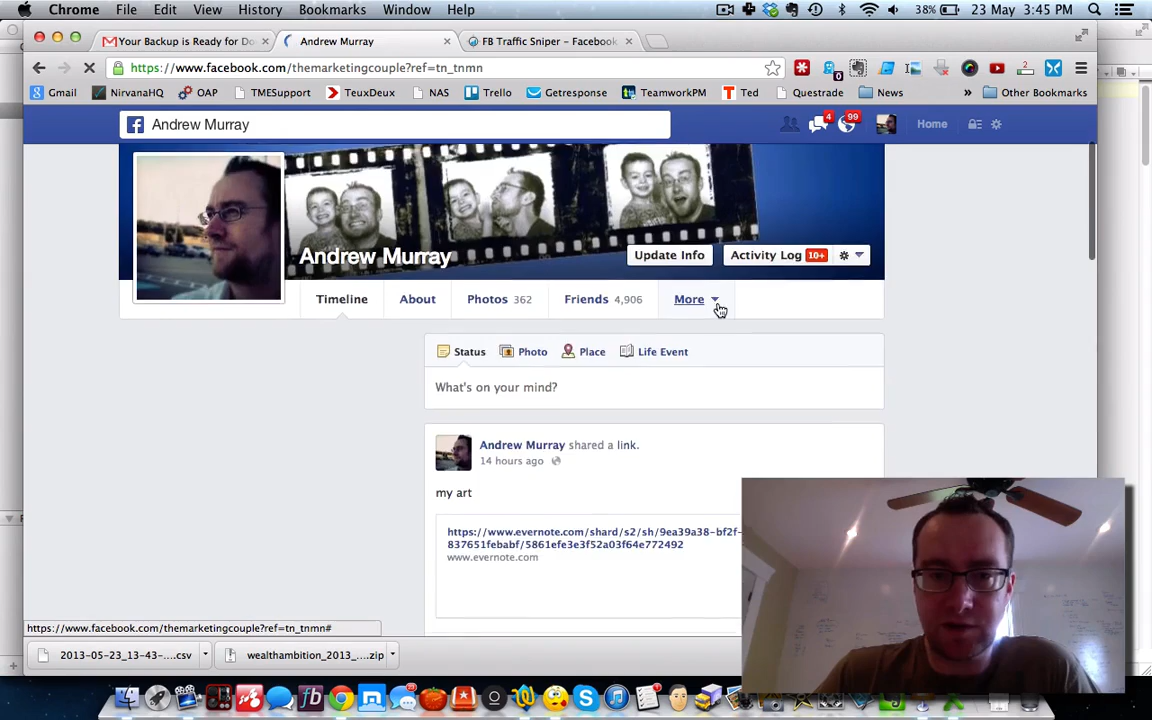 Chrome File Edit View History Bookmarks Window Help 38% 23 May 3:45 PM
Your Backup is Ready for Do × Andrew Murray × FB Traffic Sniper – Facebook ×
https://www.facebook.com/themarketingcouple?ref=tn_tnmn 0 2
Gmail NirvanaHQ OAP TMESupport TeuxDeux NAS Trello Getresponse TeamworkPM Ted Questrade News » Other Bookmarks
Andrew Murray 4 99 Home
Andrew Murray Update Info Activity Log 10+
Timeline About Photos 362 Friends 4,906 More
Status Photo Place Life Event
What's on your mind?
Andrew Murray shared a link.
14 hours ago
my art
https://www.evernote.com/shard/s2/sh/9ea39a38-bf2f-
837651febabf/5861efe3e3f52a03f64e772492
www.evernote.com
https://www.facebook.com/themarketingcouple?ref=tn_tnmn#
2013-05-23_13-43-....csv wealthambition_2013_....zip